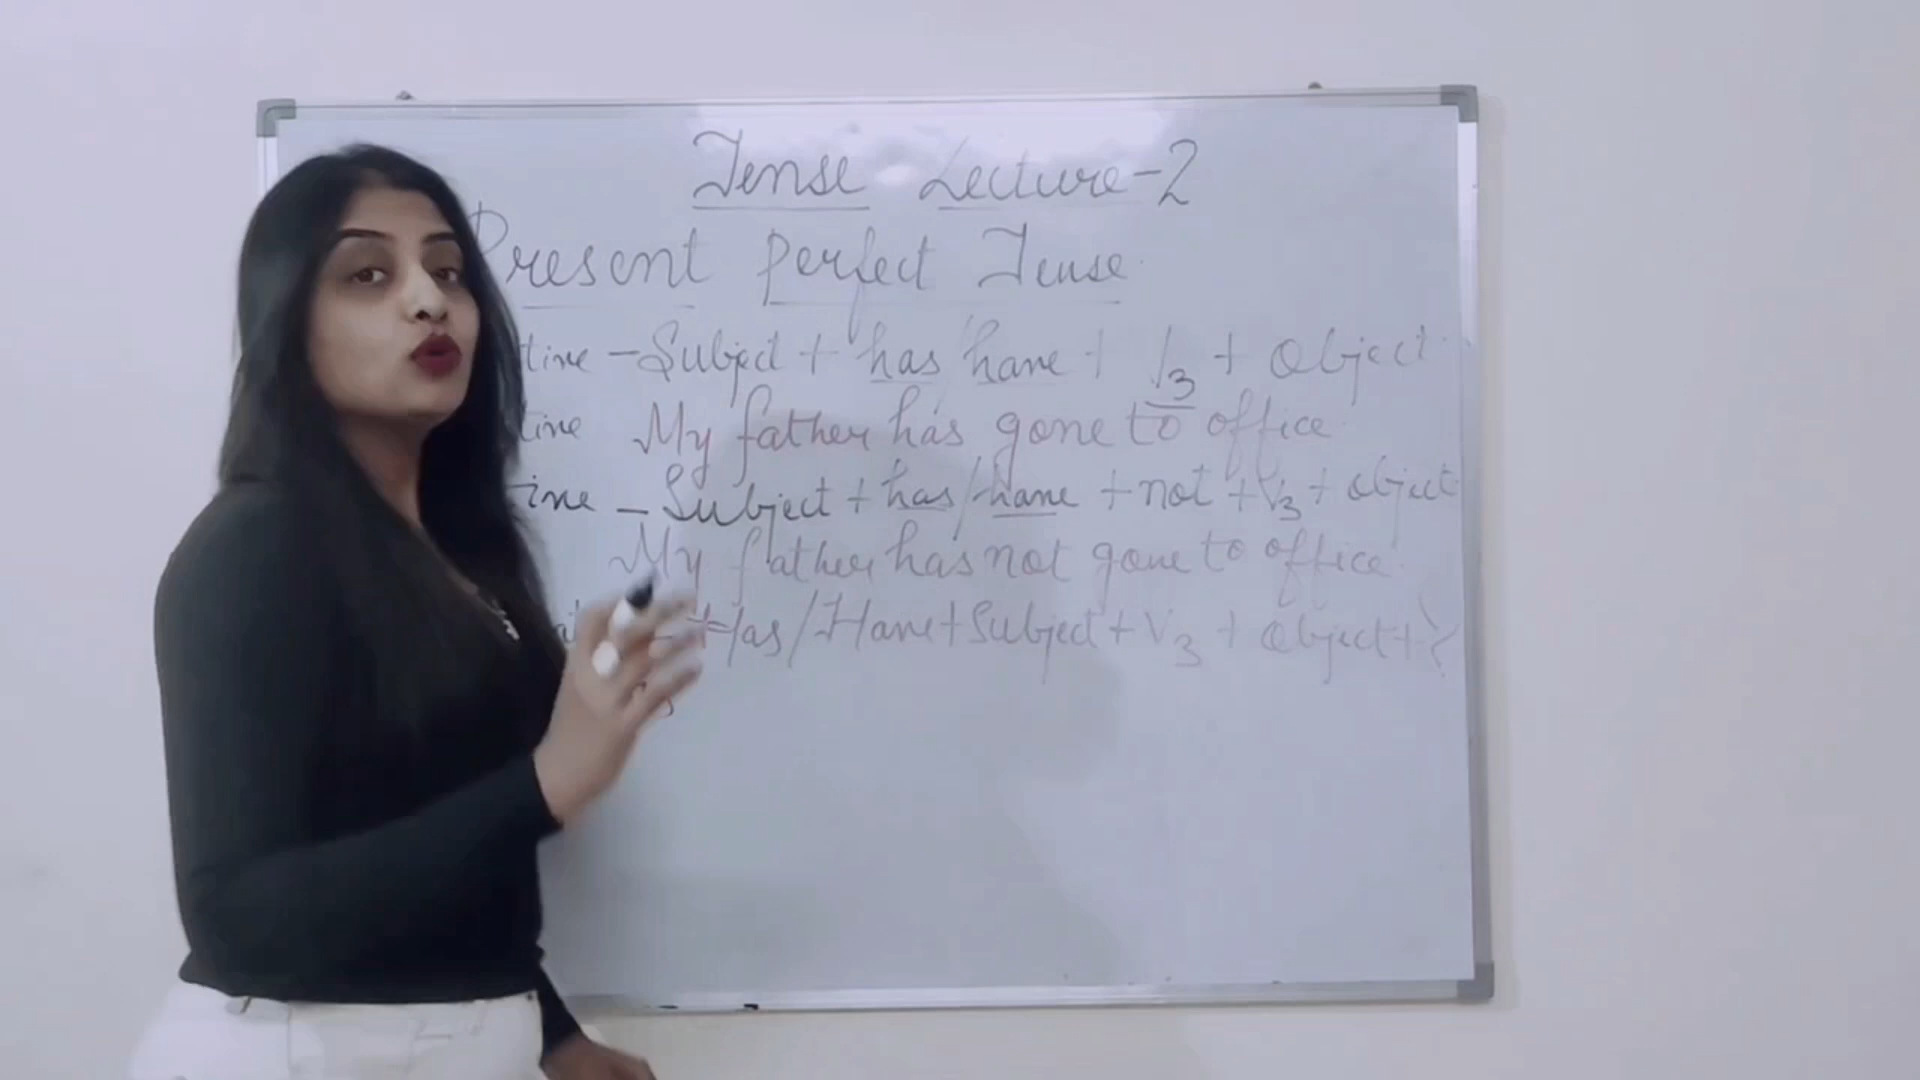 Tense Lecture-2
Present Perfect Tense
tive - Subject + has have + V3 + Object
tive My father has gone to office.
tive - Subject + has/have + not + V3 + object
My father has not gone to office.
Has/Have + Subject + V3 + Object + ?